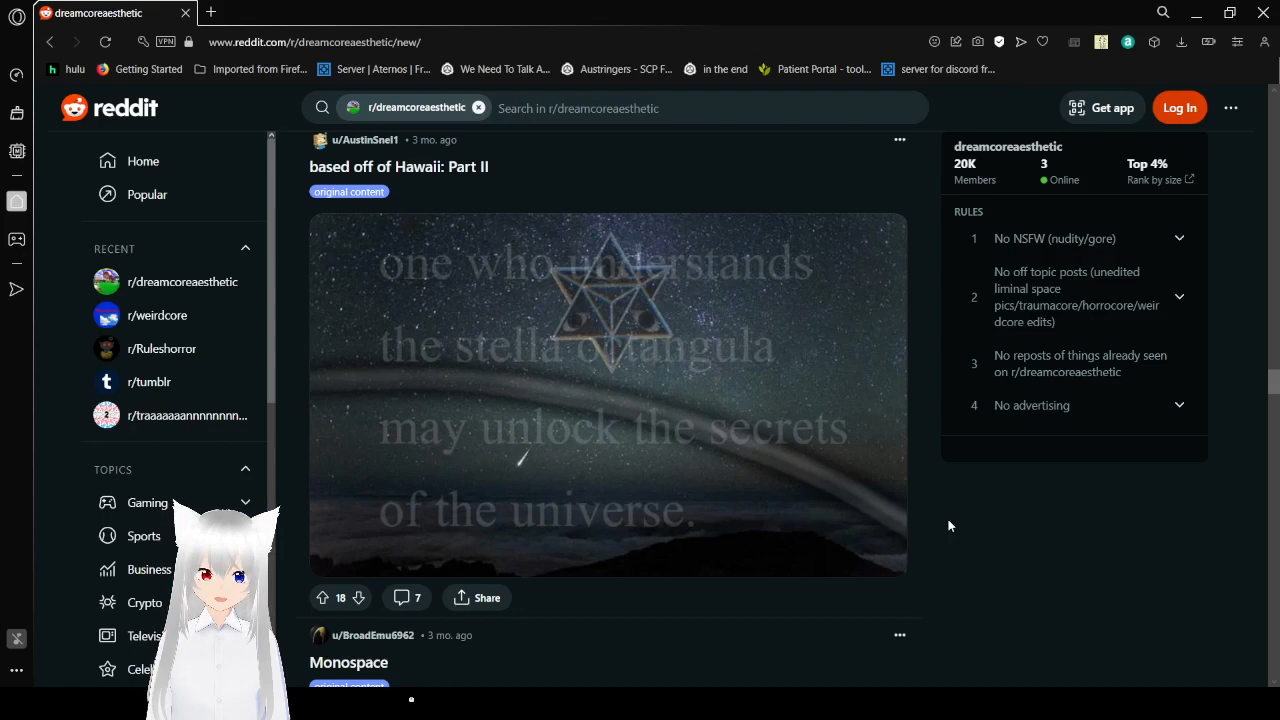 dreamcoreaesthetic
VPN
www.reddit.com/r/dreamcoreaesthetic/new/
hulu
Getting Started
Imported from Firef...
Server | Aternos | Fr...
We Need To Talk A...
Austringers - SCP F...
in the end
Patient Portal - tool...
server for discord fr...
reddit
r/dreamcoreaesthetic
Search in r/dreamcoreaesthetic
Get app
Log In
Home
Popular
RECENT
r/dreamcoreaesthetic
r/weirdcore
r/Ruleshorror
r/tumblr
r/traaaaaaannnnnnnn...
TOPICS
Gaming
Sports
Business
Crypto
Televisi
Celeb
u/AustinSnel1 • 3 mo. ago
based off of Hawaii: Part II
original content
one who understands
the stella octangula
may unlock the secrets
of the universe.
18
7
Share
u/BroadEmu6962 • 3 mo. ago
Monospace
original content
dreamcoreaesthetic
20K
Members
3
Online
Top 4%
Rank by size
RULES
1 No NSFW (nudity/gore)
2 No off topic posts (unedited
liminal space
pics/traumacore/horrocore/weir
dcore edits)
3 No reposts of things already seen
on r/dreamcoreaesthetic
4 No advertising